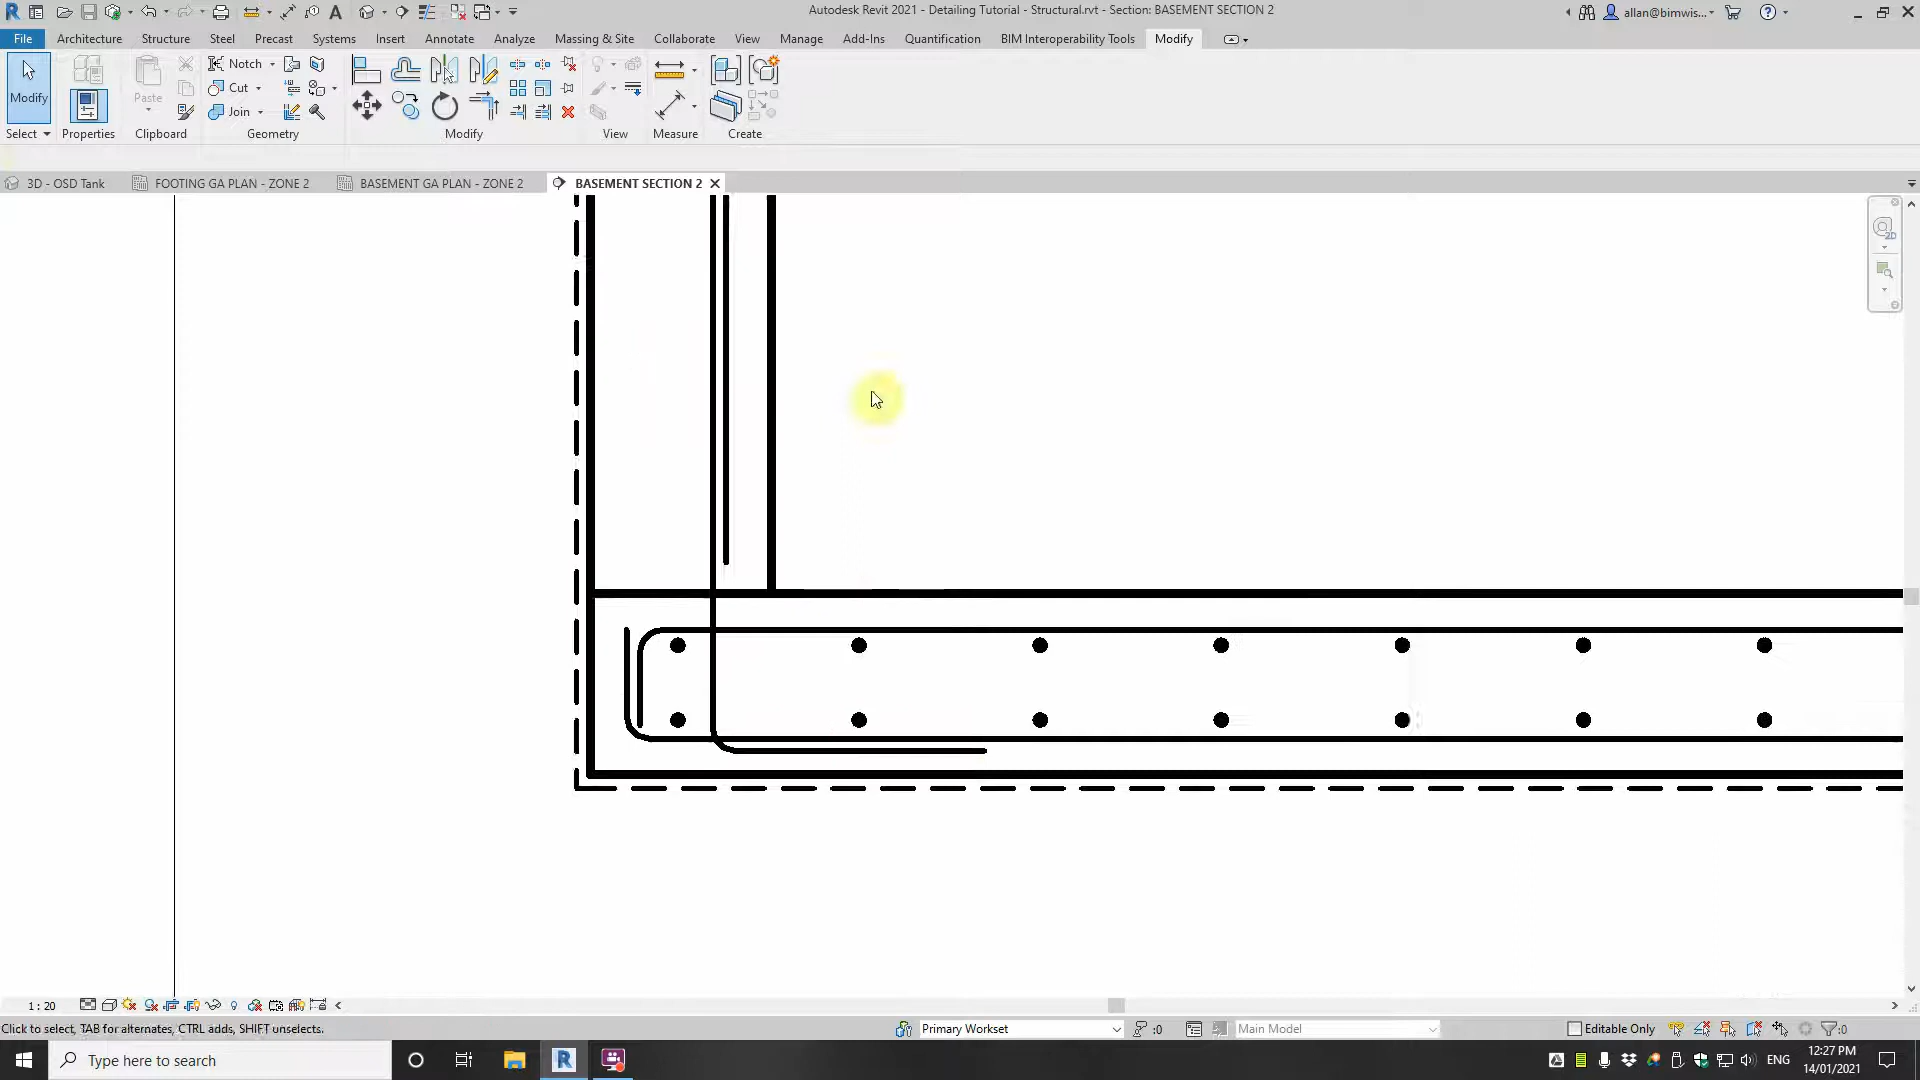 Autodesk Revit 2021 - Detailing Tutorial - Structural.rvt - Section: BASEMENT SECTION 2
allan@bimwis...
File Architecture Structure Steel Precast Systems Insert Annotate Analyze Massing & Site Collaborate View Manage Add-Ins Quantification BIM Interoperability Tools Modify
Modify
Paste
Notch
Cut
Join
Select Properties Clipboard Geometry Modify View Measure Create
3D - OSD Tank FOOTING GA PLAN - ZONE 2 BASEMENT GA PLAN - ZONE 2 BASEMENT SECTION 2
2D
1 : 20
Click to select, TAB for alternates, CTRL adds, SHIFT unselects.
Primary Workset
:0
Main Model
Editable Only
:0
Type here to search
ENG
12:27 PM
14/01/2021